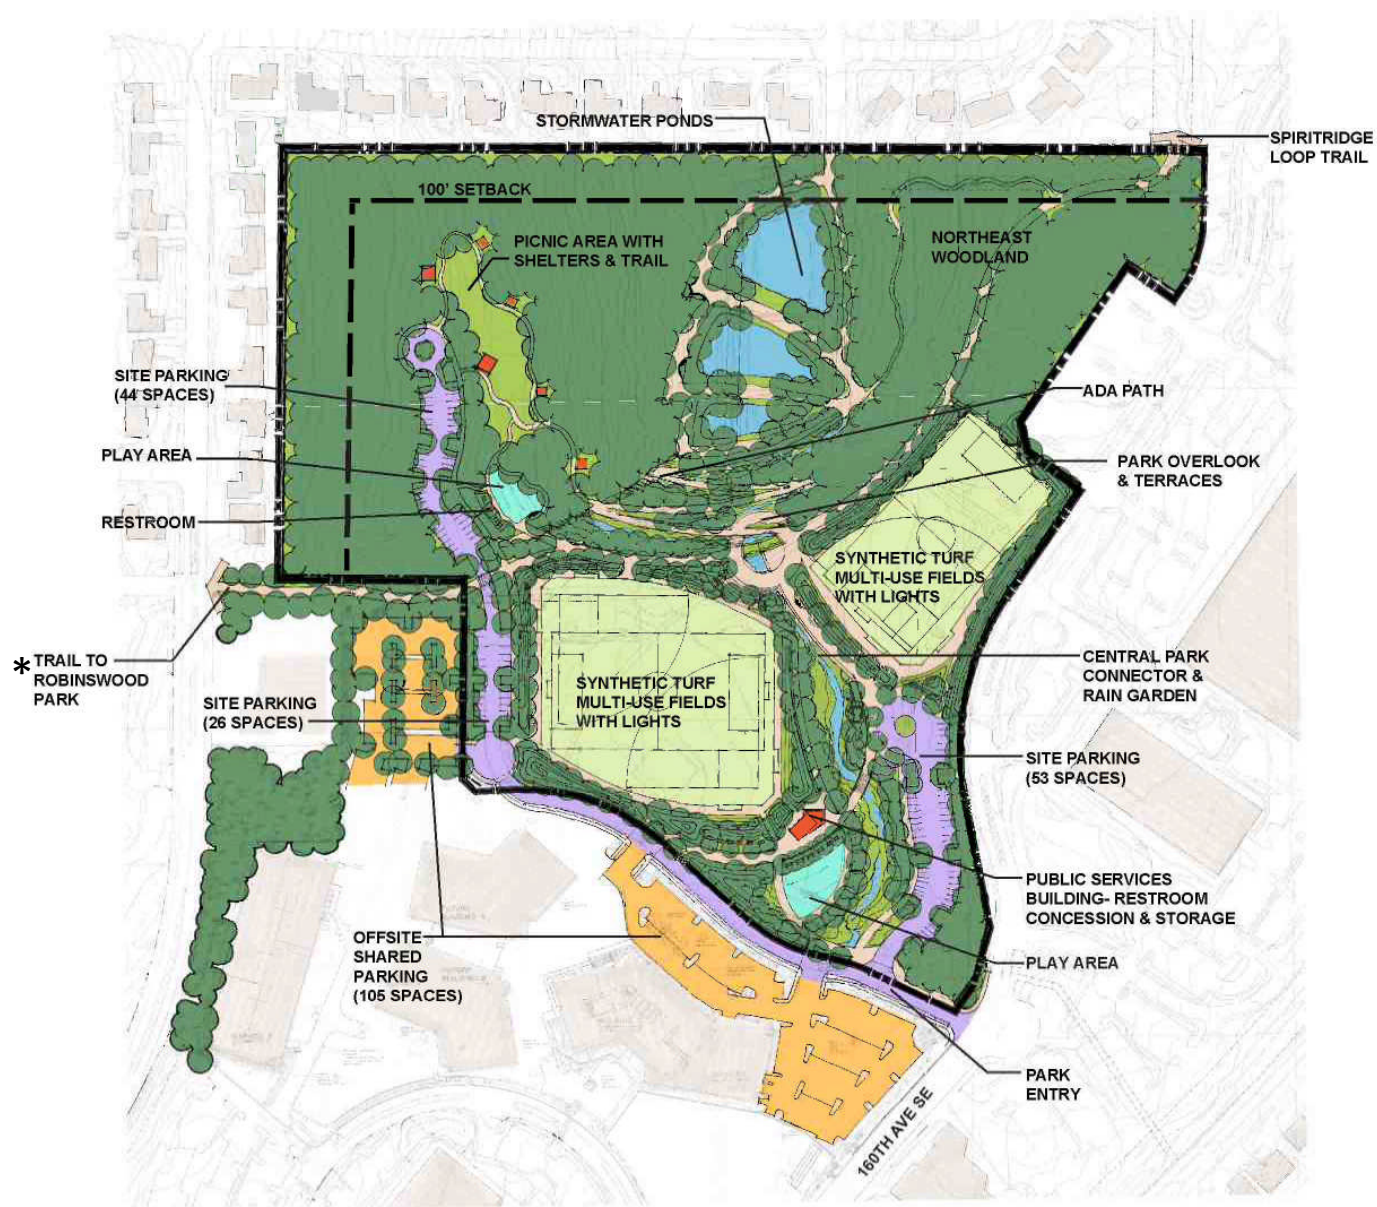 STORMWATER PONDS
SPIRITRIDGE
LOOP TRAIL
100' SETBACK
PICNIC AREA WITH
SHELTERS & TRAIL
NORTHEAST
WOODLAND
SITE PARKING
(44 SPACES)
ADA PATH
PLAY AREA
PARK OVERLOOK
& TERRACES
RESTROOM
SYNTHETIC TURF
MULTI-USE FIELDS
WITH LIGHTS
* TRAIL TO
ROBINSWOOD
PARK
CENTRAL PARK
CONNECTOR &
RAIN GARDEN
SYNTHETIC TURF
MULTI-USE FIELDS
WITH LIGHTS
SITE PARKING
(26 SPACES)
SITE PARKING
(53 SPACES)
PUBLIC SERVICES
BUILDING- RESTROOM
CONCESSION & STORAGE
OFFSITE
SHARED
PARKING
(105 SPACES)
PLAY AREA
PARK
ENTRY
160TH AVE SE